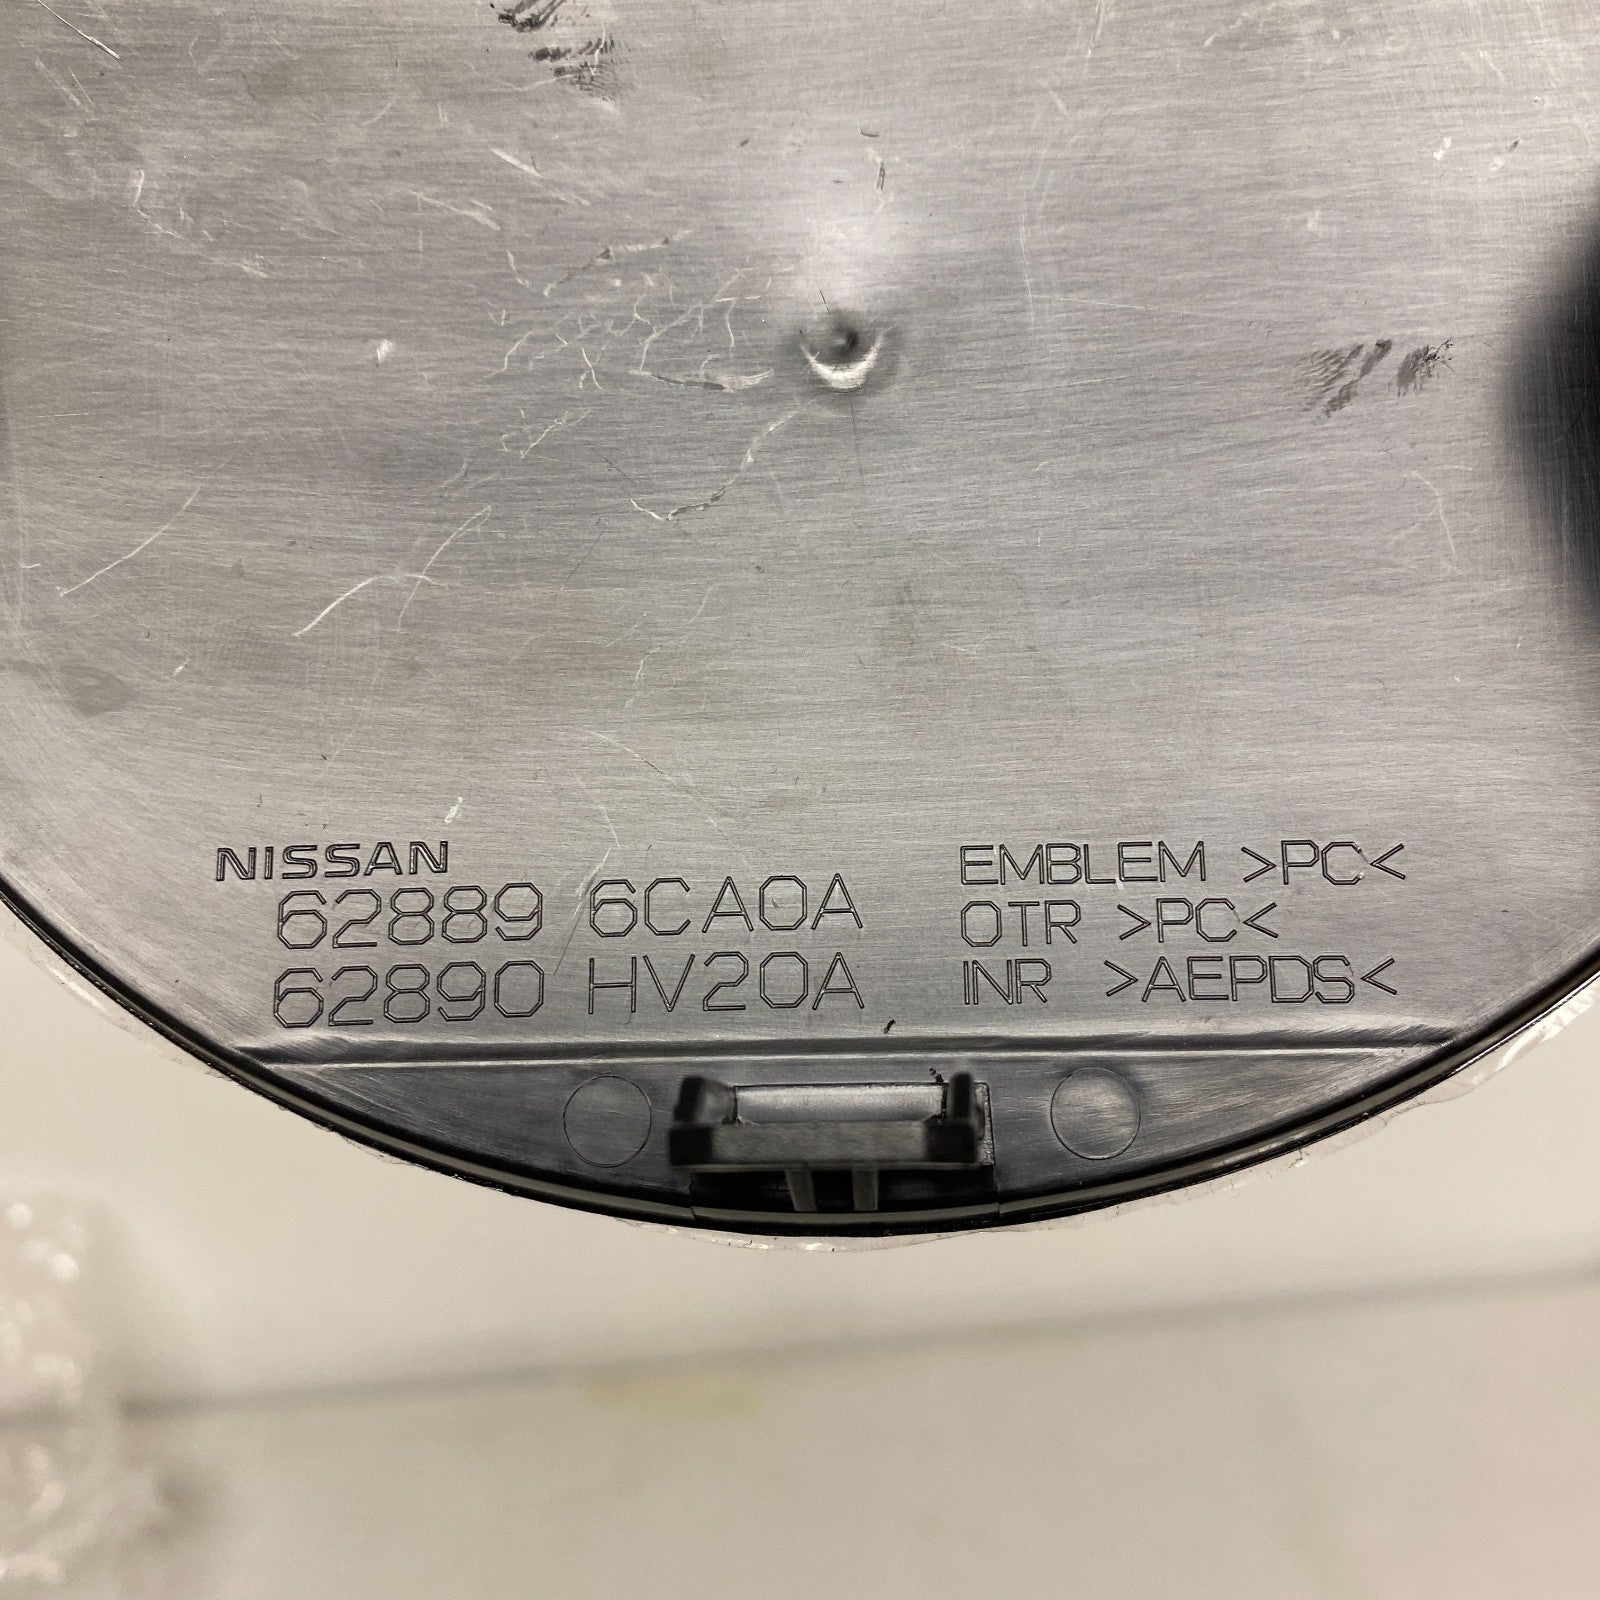 NISSAN
62889 6CA0A
62890 HV20A
EMBLEM >PC<
OTR >PC<
INR >AEPDS<